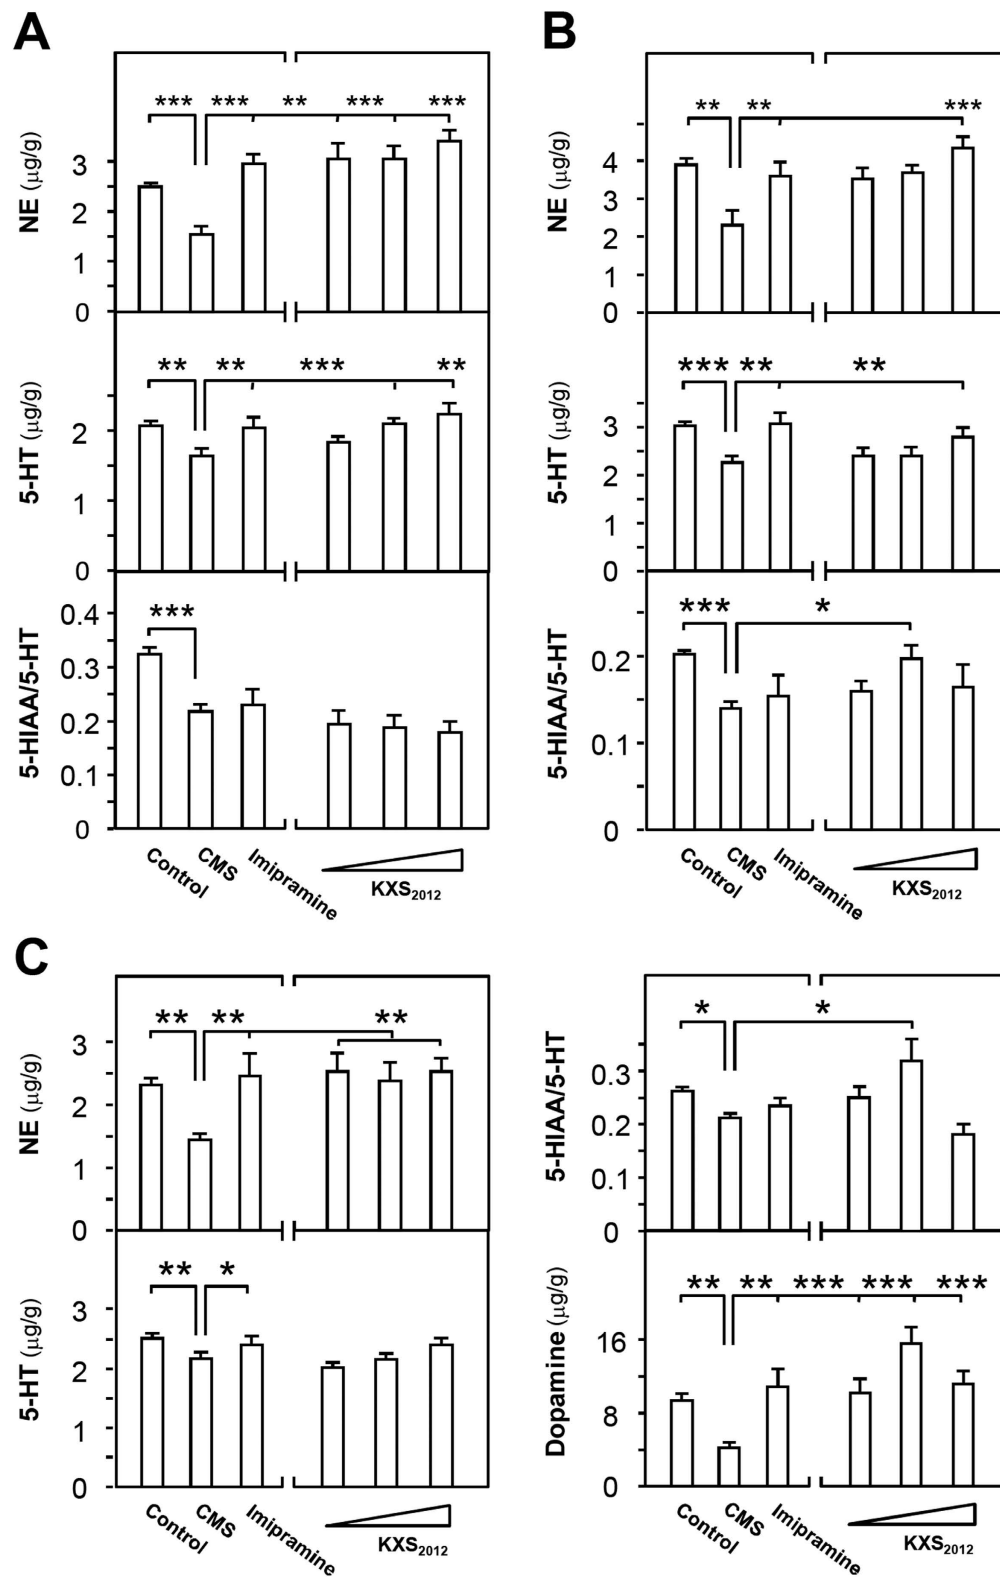 A
*** *** ** *** ***
NE (µg/g)
3
2
1
0
** ** *** **
5-HT (µg/g)
2
1
0
***
5-HIAA/5-HT
0.4
0.3
0.2
0.1
0
Control
CMS
Imipramine
KXS2012
B
** ** ***
NE (µg/g)
4
3
2
1
0
*** ** **
5-HT (µg/g)
3
2
1
0
*** *
5-HIAA/5-HT
0.2
0.1
0
Control
CMS
Imipramine
KXS2012
C
** ** **
NE (µg/g)
3
2
1
0
** *
5-HT (µg/g)
3
2
1
0
Control
CMS
Imipramine
KXS2012
* *
5-HIAA/5-HT
0.3
0.2
0.1
0
** ** *** *** ***
Dopamine (µg/g)
16
8
0
Control
CMS
Imipramine
KXS2012